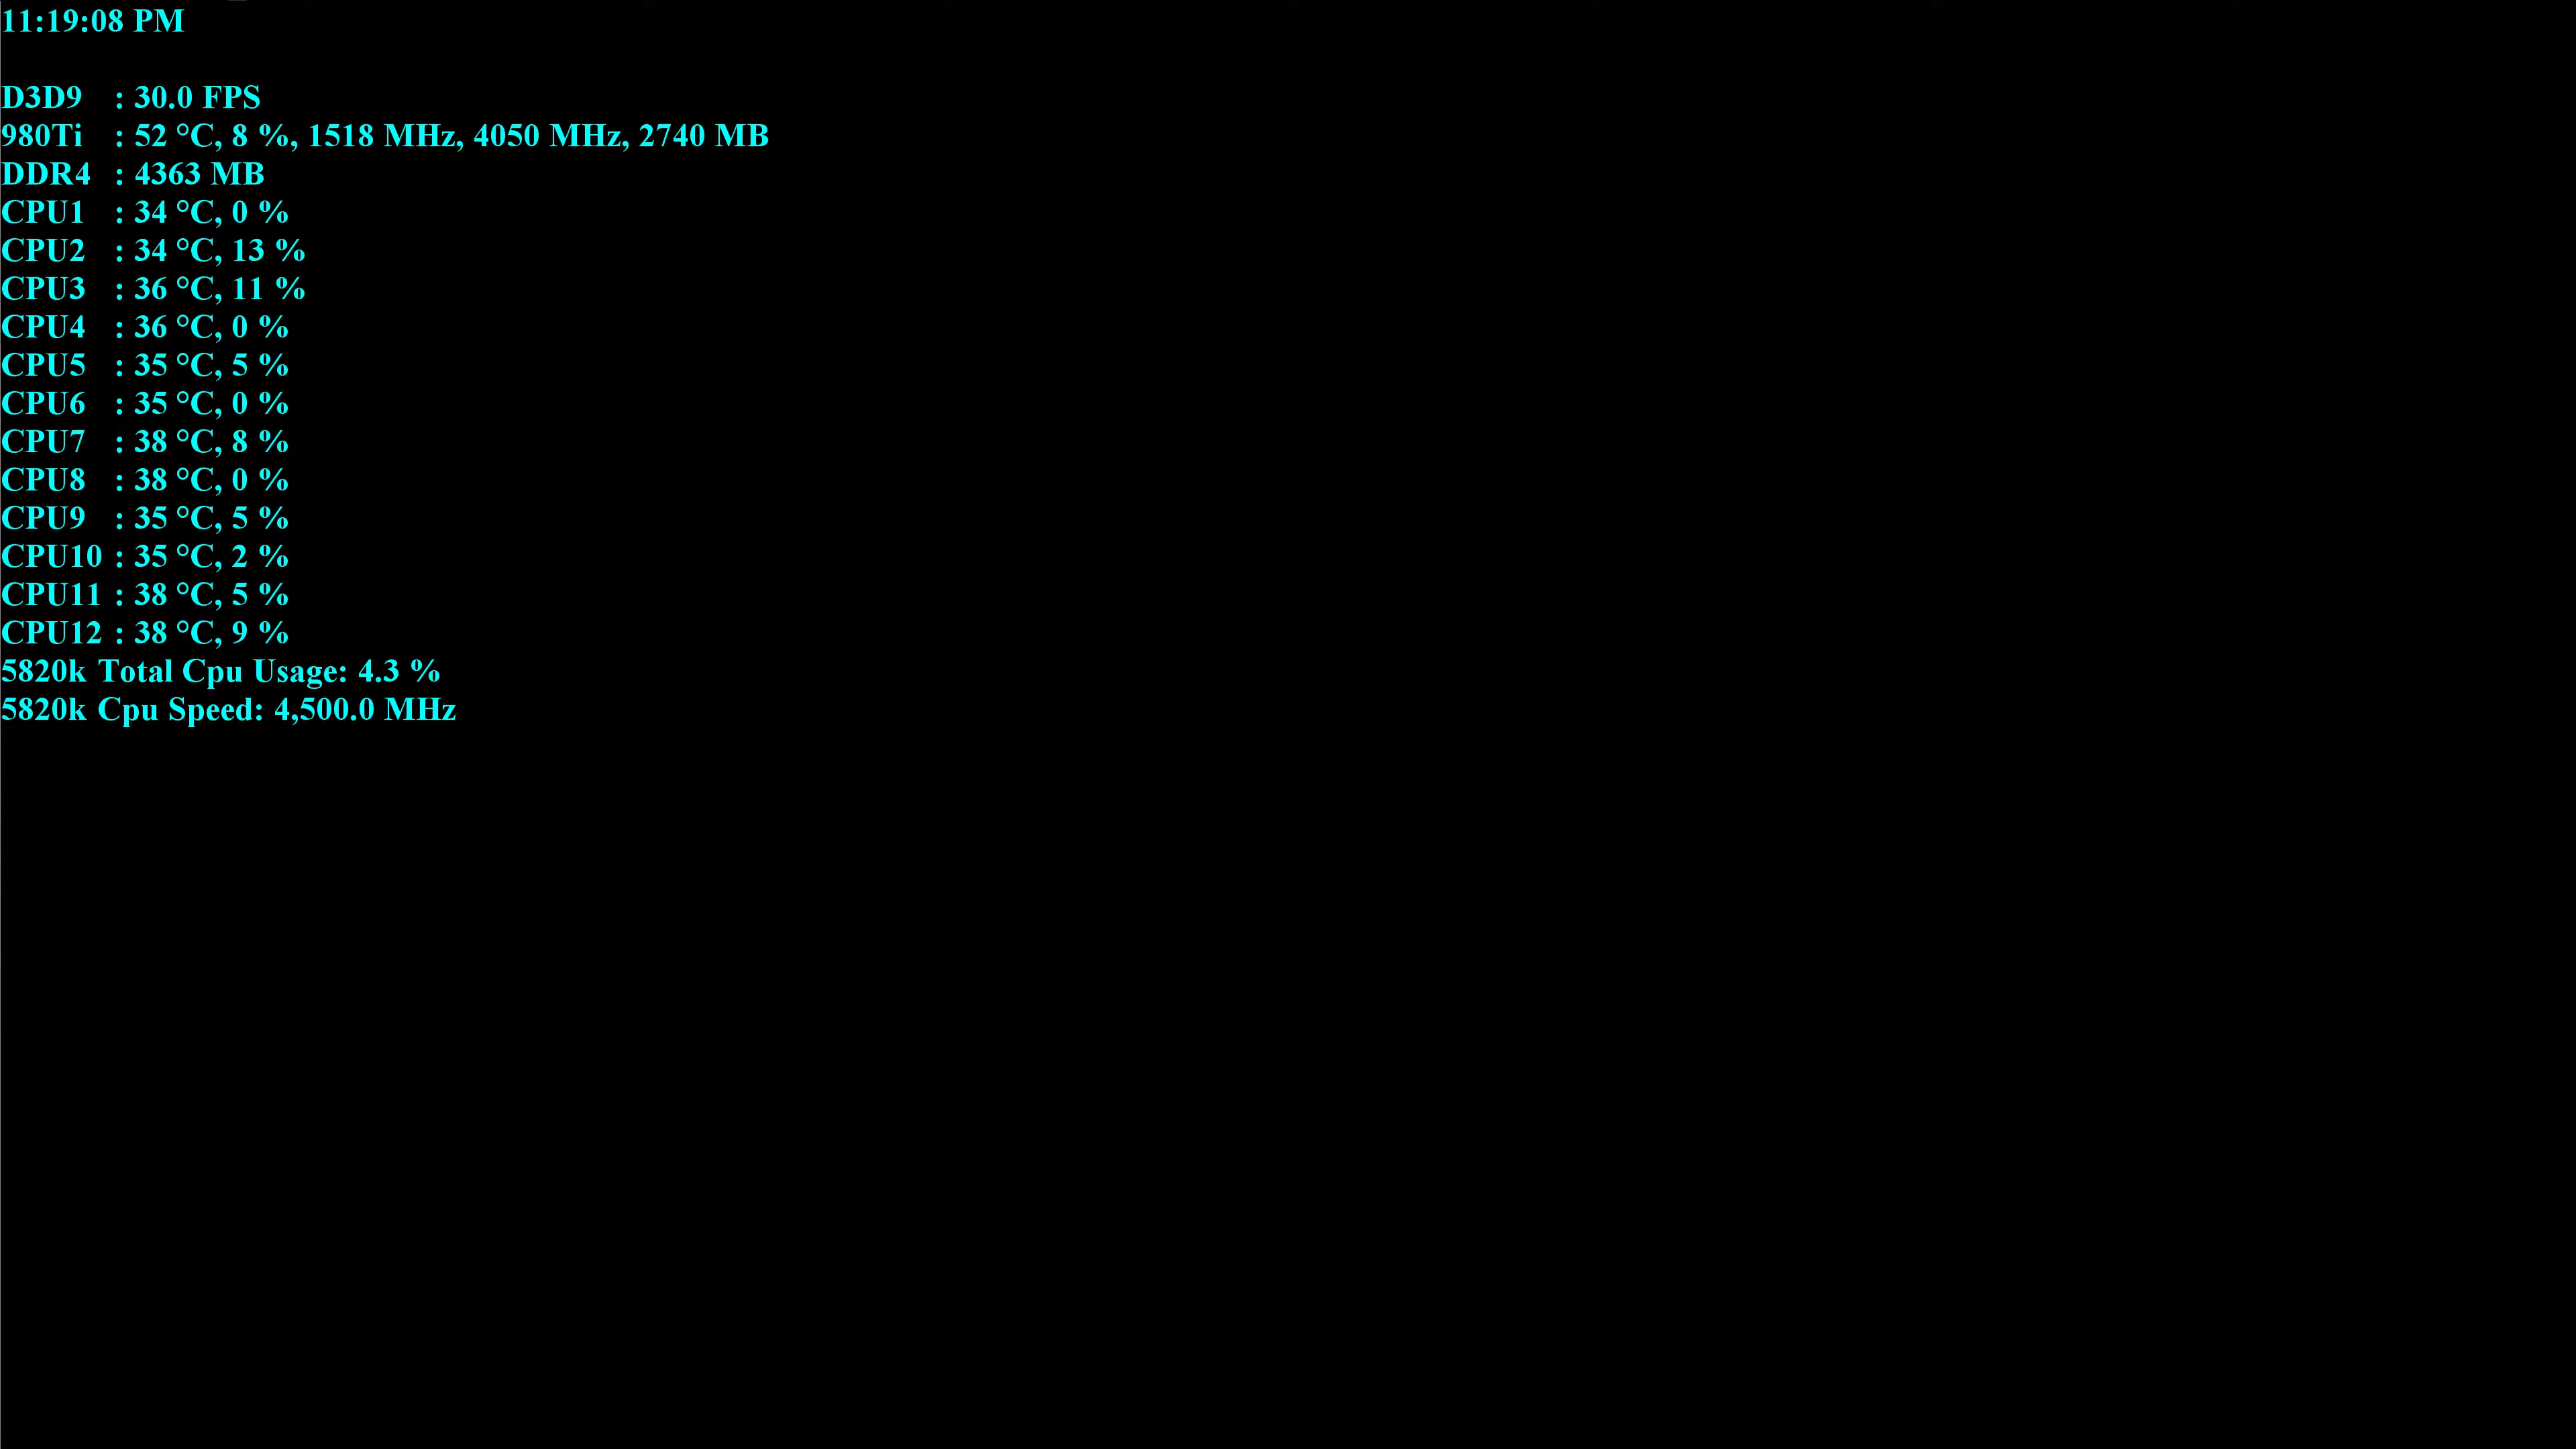 11:19:08 PM
D3D9 : 30.0 FPS
980Ti : 52 °C, 8 %, 1518 MHz, 4050 MHz, 2740 MB
DDR4 : 4363 MB
CPU1 : 34 °C, 0 %
CPU2 : 34 °C, 13 %
CPU3 : 36 °C, 11 %
CPU4 : 36 °C, 0 %
CPU5 : 35 °C, 5 %
CPU6 : 35 °C, 0 %
CPU7 : 38 °C, 8 %
CPU8 : 38 °C, 0 %
CPU9 : 35 °C, 5 %
CPU10 : 35 °C, 2 %
CPU11 : 38 °C, 5 %
CPU12 : 38 °C, 9 %
5820k Total Cpu Usage: 4.3 %
5820k Cpu Speed: 4,500.0 MHz